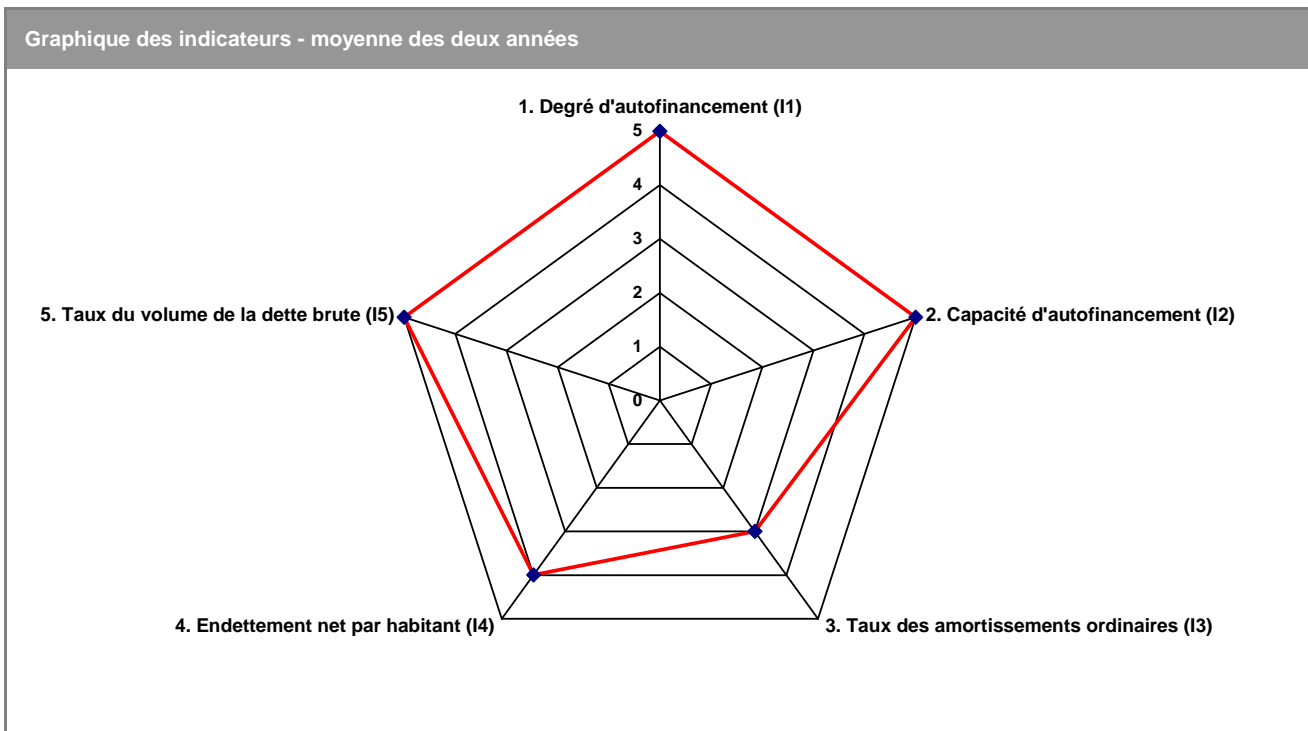 Graphique des indicateurs - moyenne des deux années
1. Degré d'autofinancement (I1)
5
4
3
2
1
0
5. Taux du volume de la dette brute (I5)
2. Capacité d'autofinancement (I2)
4. Endettement net par habitant (I4)
3. Taux des amortissements ordinaires (I3)